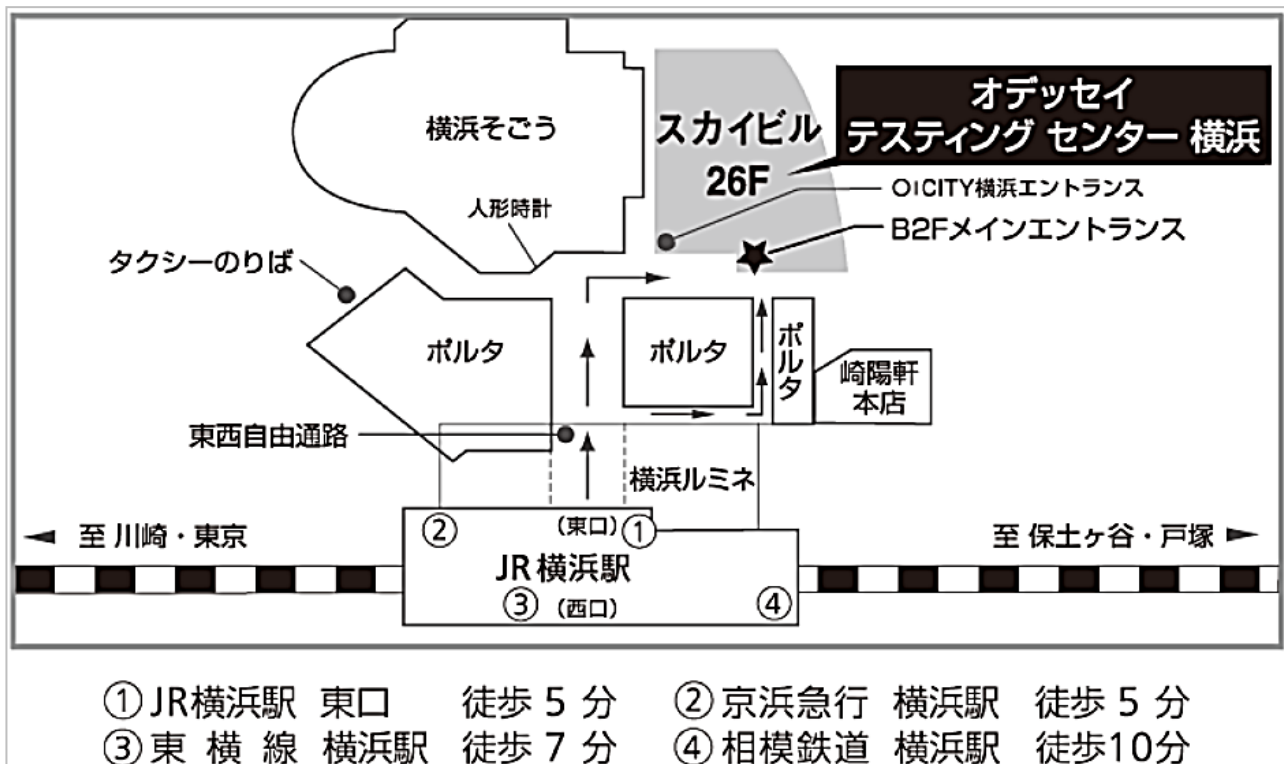 横浜そごう
人形時計
スカイビル
26F
オデッセイ
テスティング センター 横浜
OICITY横浜エントランス
B2Fメインエントランス
タクシーのりば
ポルタ
ポルタ
ポルタ
崎陽軒
本店
東西自由通路
横浜ルミネ
至 川崎・東京
②
(東口)
①
JR横浜駅
③
(西口)
④
至 保土ヶ谷・戸塚
①JR横浜駅 東口 徒歩 5 分
②京浜急行 横浜駅 徒歩 5 分
③東 横 線 横浜駅 徒歩 7 分
④相模鉄道 横浜駅 徒歩10分